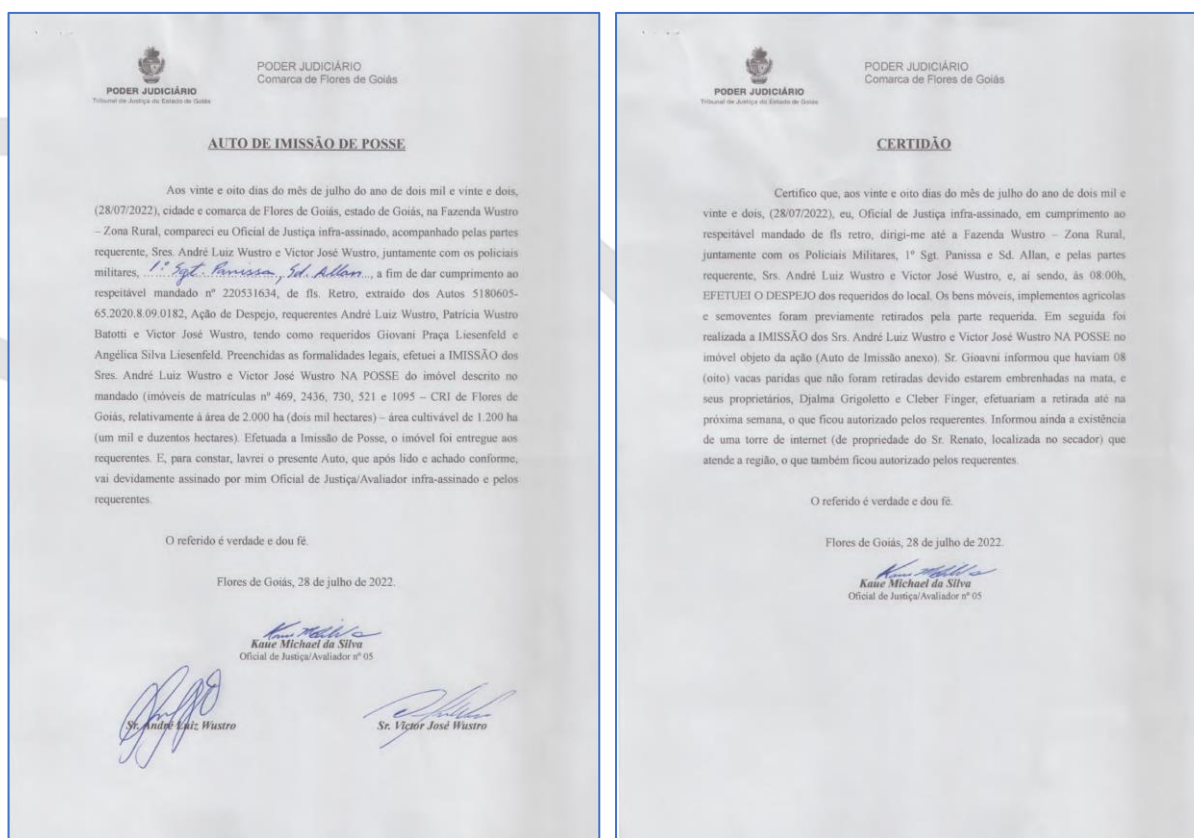 PODER JUDICIÁRIO
Tribunal de Justiça do Estado de Goiás
PODER JUDICIÁRIO
Comarca de Flores de Goiás
AUTO DE IMISSÃO DE POSSE
Aos vinte e oito dias do mês de julho do ano de dois mil e vinte e dois,
(28/07/2022), cidade e comarca de Flores de Goiás, estado de Goiás, na Fazenda Wustro
– Zona Rural, compareci eu Oficial de Justiça infra-assinado, acompanhado pelas partes
requerente, Sres. André Luiz Wustro e Victor José Wustro, juntamente com os policiais
militares, 1º Sgt. Panissa, Sd. Allan, a fim de dar cumprimento ao
respeitável mandado nº 220531634, de fls. Retro, extraído dos Autos 5180605-
65.2020.8.09.0182, Ação de Despejo, requerentes André Luiz Wustro, Patrícia Wustro
Batotti e Victor José Wustro, tendo como requeridos Giovani Praça Liesenfeld e
Angélica Silva Liesenfeld. Preenchidas as formalidades legais, efetuei a IMISSÃO dos
Sres. André Luiz Wustro e Victor José Wustro NA POSSE do imóvel descrito no
mandado (imóveis de matrículas nº 469, 2436, 730, 521 e 1095 – CRI de Flores de
Goiás, relativamente à área de 2.000 ha (dois mil hectares) – área cultivável de 1.200 ha
(um mil e duzentos hectares). Efetuada a Imissão de Posse, o imóvel foi entregue aos
requerentes. E, para constar, lavrei o presente Auto, que após lido e achado conforme,
vai devidamente assinado por mim Oficial de Justiça/Avaliador infra-assinado e pelos
requerentes.
O referido é verdade e dou fé.
Flores de Goiás, 28 de julho de 2022.
Kaue Michael da Silva
Oficial de Justiça/Avaliador nº 05
Sr. André Luiz Wustro
Sr. Victor José Wustro
PODER JUDICIÁRIO
Tribunal de Justiça do Estado de Goiás
PODER JUDICIÁRIO
Comarca de Flores de Goiás
CERTIDÃO
Certifico que, aos vinte e oito dias do mês de julho do ano de dois mil e
vinte e dois, (28/07/2022), eu, Oficial de Justiça infra-assinado, em cumprimento ao
respeitável mandado de fls retro, dirigi-me até a Fazenda Wustro – Zona Rural,
juntamente com os Policiais Militares, 1º Sgt. Panissa e Sd. Allan, e pelas partes
requerente, Srs. André Luiz Wustro e Victor José Wustro, e, aí sendo, às 08:00h,
EFETUEI O DESPEJO dos requeridos do local. Os bens móveis, implementos agrícolas
e semoventes foram previamente retirados pela parte requerida. Em seguida foi
realizada a IMISSÃO dos Srs. André Luiz Wustro e Victor José Wustro NA POSSE no
imóvel objeto da ação (Auto de Imissão anexo). Sr. Gioavni informou que haviam 08
(oito) vacas paridas que não foram retiradas devido estarem embrenhadas na mata, e
seus proprietários, Djalma Grigoletto e Cleber Finger, efetuariam a retirada até na
próxima semana, o que ficou autorizado pelos requerentes. Informou ainda a existência
de uma torre de internet (de propriedade do Sr. Renato, localizada no secador) que
atende a região, o que também ficou autorizado pelos requerentes.
O referido é verdade e dou fé.
Flores de Goiás, 28 de julho de 2022.
Kaue Michael da Silva
Oficial de Justiça/Avaliador nº 05